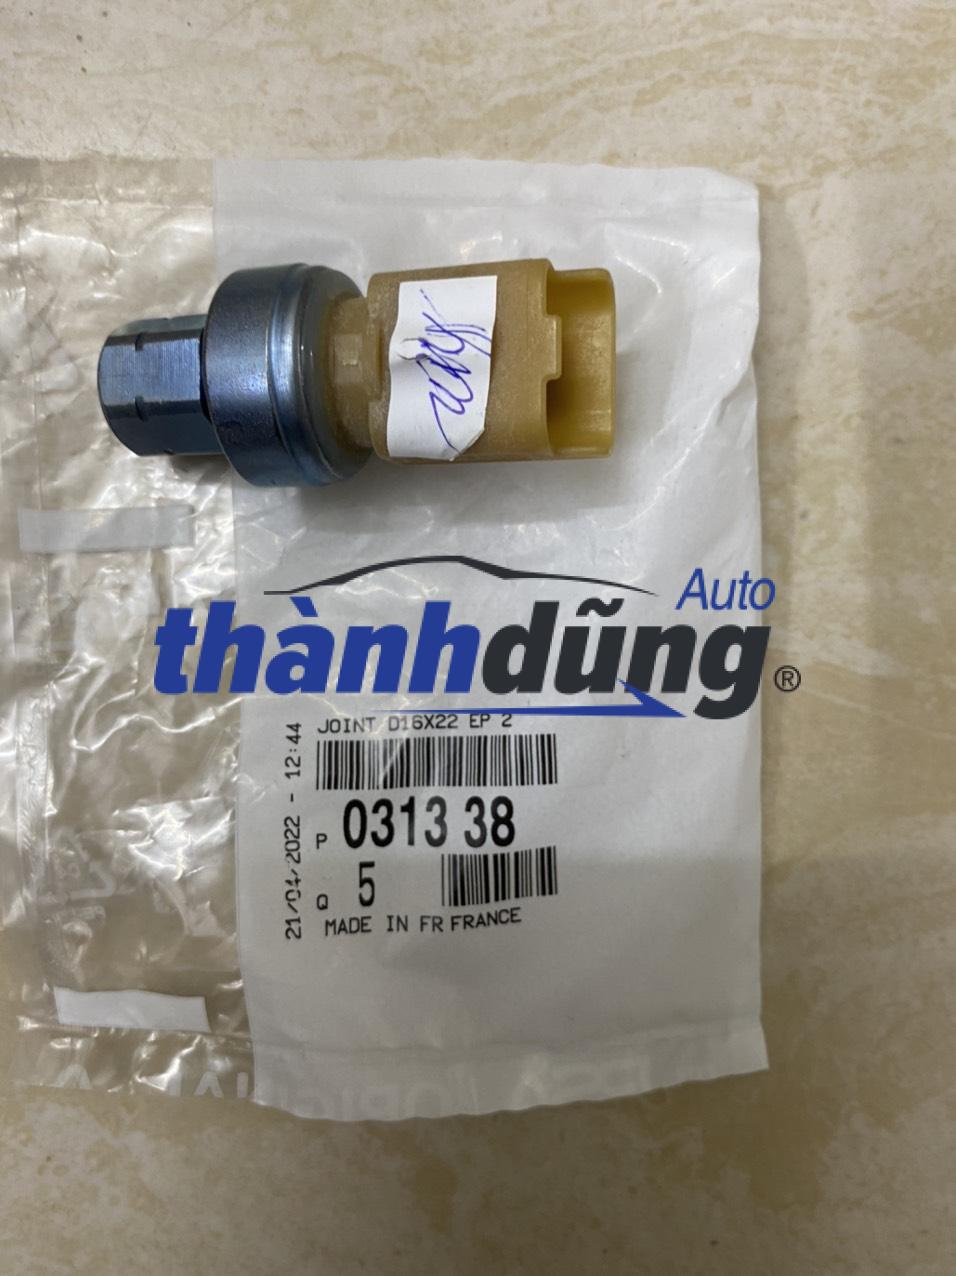 Auto
thànhdũng®
21/04/2022 - 12:44
JOINT D16X22 EP 2
P 0313 38
Q 5
MADE IN FR FRANCE